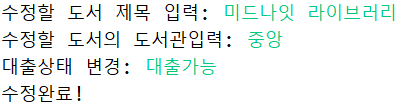 수정할 도서 제목 입력: 미드나잇 라이브러리
수정할 도서의 도서관입력: 중앙
대출상태 변경: 대출가능
수정완료!